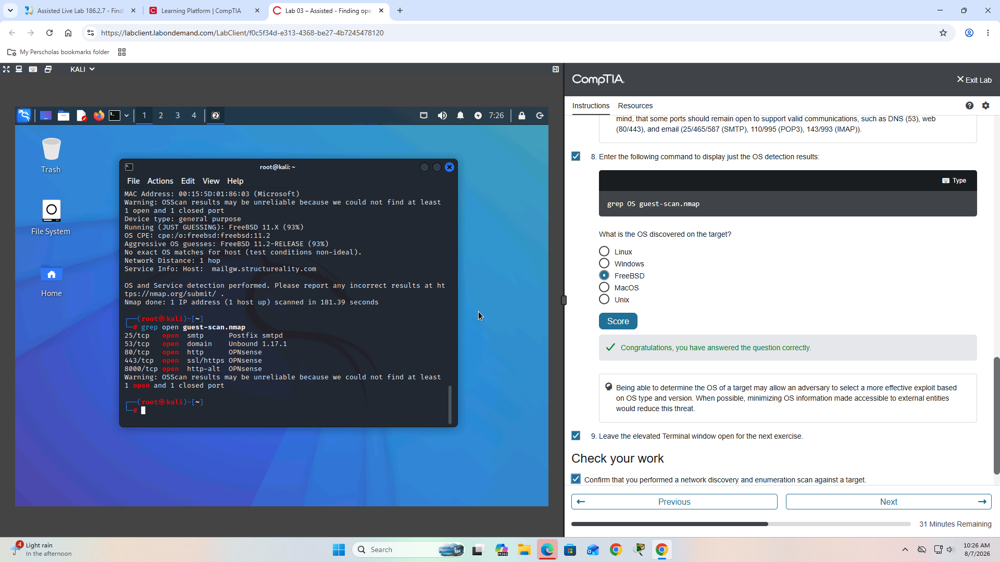 Assisted Live Lab 186.2.7 - Findi
Learning Platform | CompTIA
Lab 03 – Assisted - Finding ope
https://labclient.labondemand.com/LabClient/f0c5f34d-e313-4368-be27-4b7245478120
My Perscholas bookmarks folder
KALI
1 2 3 4
7:26
Trash
File System
Home
root@kali: ~
File Actions Edit View Help
MAC Address: 00:15:5D:01:86:03 (Microsoft)
Warning: OSScan results may be unreliable because we could not find at least
1 open and 1 closed port
Device type: general purpose
Running (JUST GUESSING): FreeBSD 11.X (93%)
OS CPE: cpe:/o:freebsd:freebsd:11.2
Aggressive OS guesses: FreeBSD 11.2-RELEASE (93%)
No exact OS matches for host (test conditions non-ideal).
Network Distance: 1 hop
Service Info: Host:  mailgw.structureality.com
OS and Service detection performed. Please report any incorrect results at ht
tps://nmap.org/submit/ .
Nmap done: 1 IP address (1 host up) scanned in 181.39 seconds
┌──(root㉿kali)-[~]
└─# grep open guest-scan.nmap
25/tcp   open  smtp      Postfix smtpd
53/tcp   open  domain    Unbound 1.17.1
80/tcp   open  http      OPNsense
443/tcp  open  ssl/https OPNsense
8000/tcp open  http-alt  OPNsense
Warning: OSScan results may be unreliable because we could not find at least
1 open and 1 closed port
┌──(root㉿kali)-[~]
└─#
CompTIA.
Exit Lab
Instructions Resources
mind, that some ports should remain open to support valid communications, such as DNS (53), web
(80/443), and email (25/465/587 (SMTP), 110/995 (POP3), 143/993 (IMAP)).
8. Enter the following command to display just the OS detection results:
Type
grep OS guest-scan.nmap
What is the OS discovered on the target?
Linux
Windows
FreeBSD
MacOS
Unix
Score
Congratulations, you have answered the question correctly.
Being able to determine the OS of a target may allow an adversary to select a more effective exploit based
on OS type and version. When possible, minimizing OS information made accessible to external entities
would reduce this threat.
9. Leave the elevated Terminal window open for the next exercise.
Check your work
Confirm that you performed a network discovery and enumeration scan against a target.
Previous
Next
31 Minutes Remaining
4
Light rain
In the afternoon
Search
M365
10:26 AM
8/7/2026